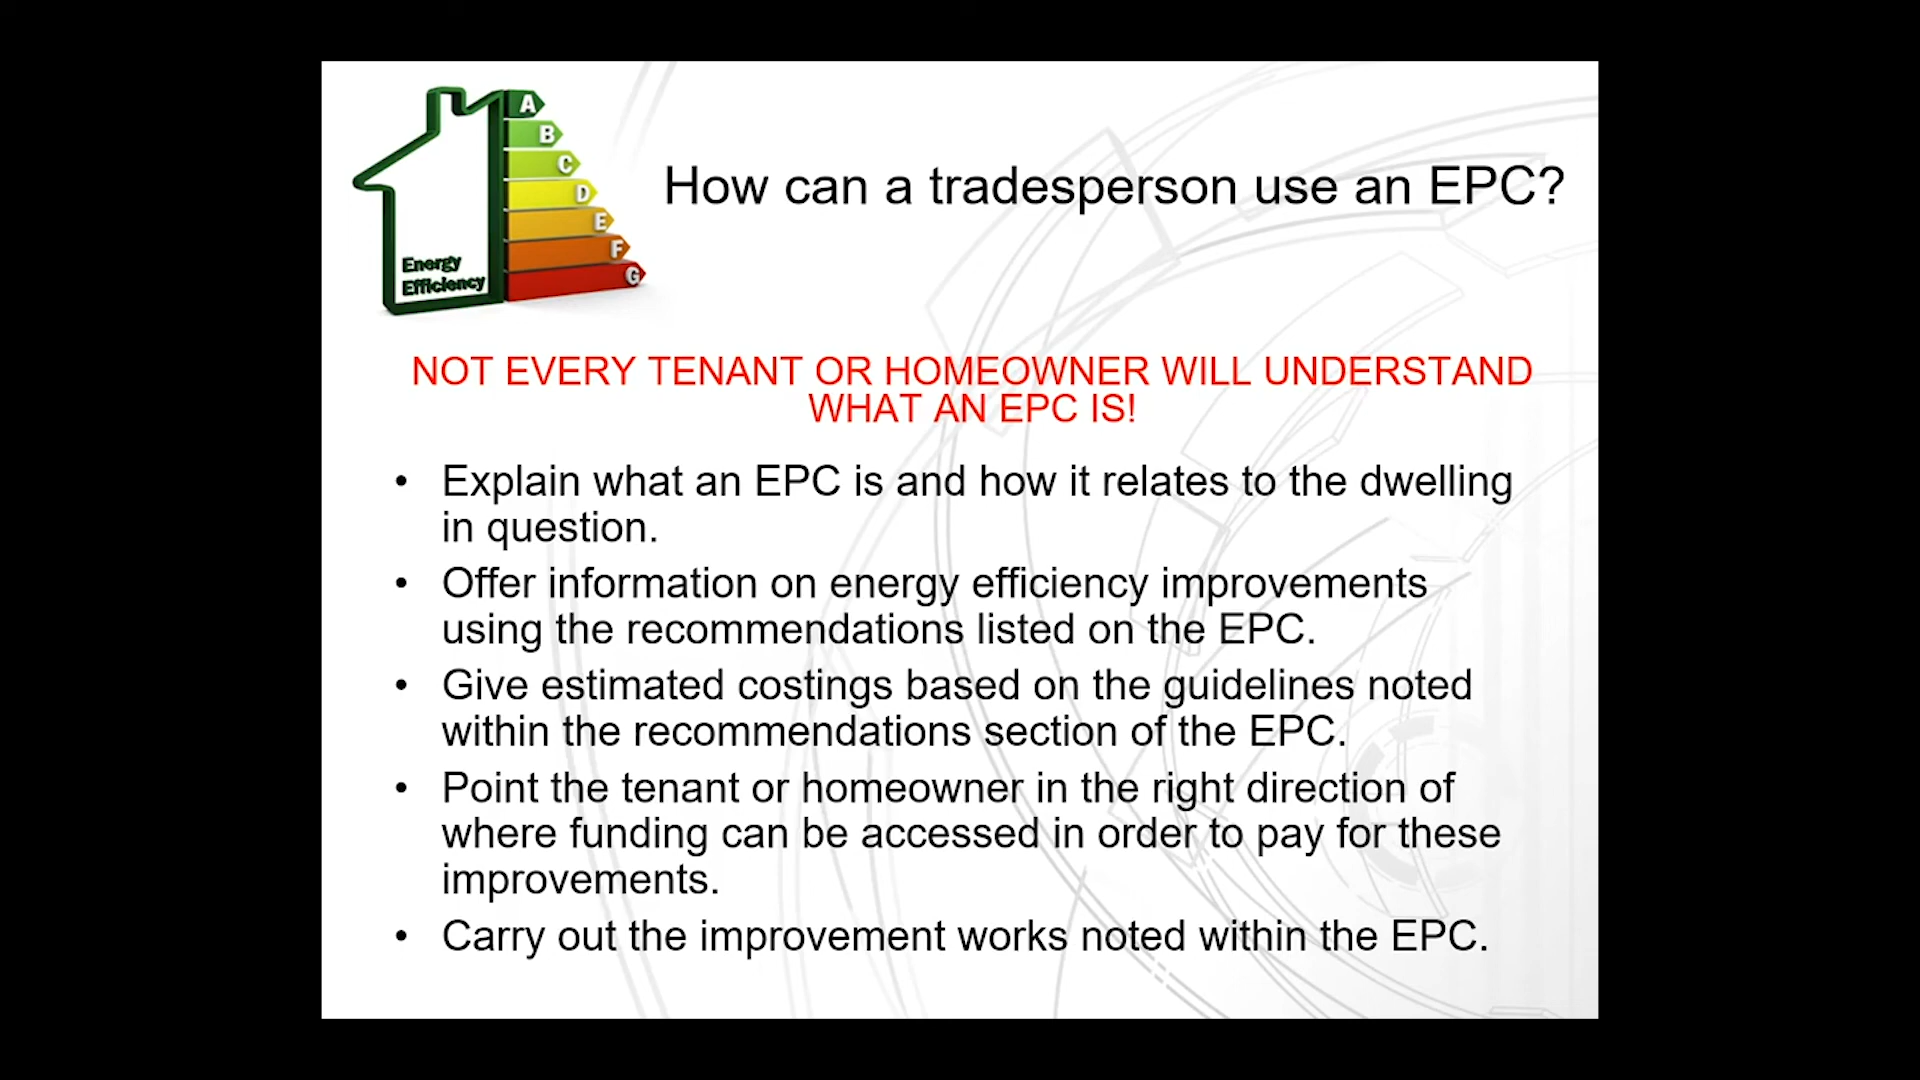 A
B
C
D
E
F
G
Energy
Efficiency
How can a tradesperson use an EPC?
NOT EVERY TENANT OR HOMEOWNER WILL UNDERSTAND
WHAT AN EPC IS!
• Explain what an EPC is and how it relates to the dwelling
in question.
• Offer information on energy efficiency improvements
using the recommendations listed on the EPC.
• Give estimated costings based on the guidelines noted
within the recommendations section of the EPC.
• Point the tenant or homeowner in the right direction of
where funding can be accessed in order to pay for these
improvements.
• Carry out the improvement works noted within the EPC.